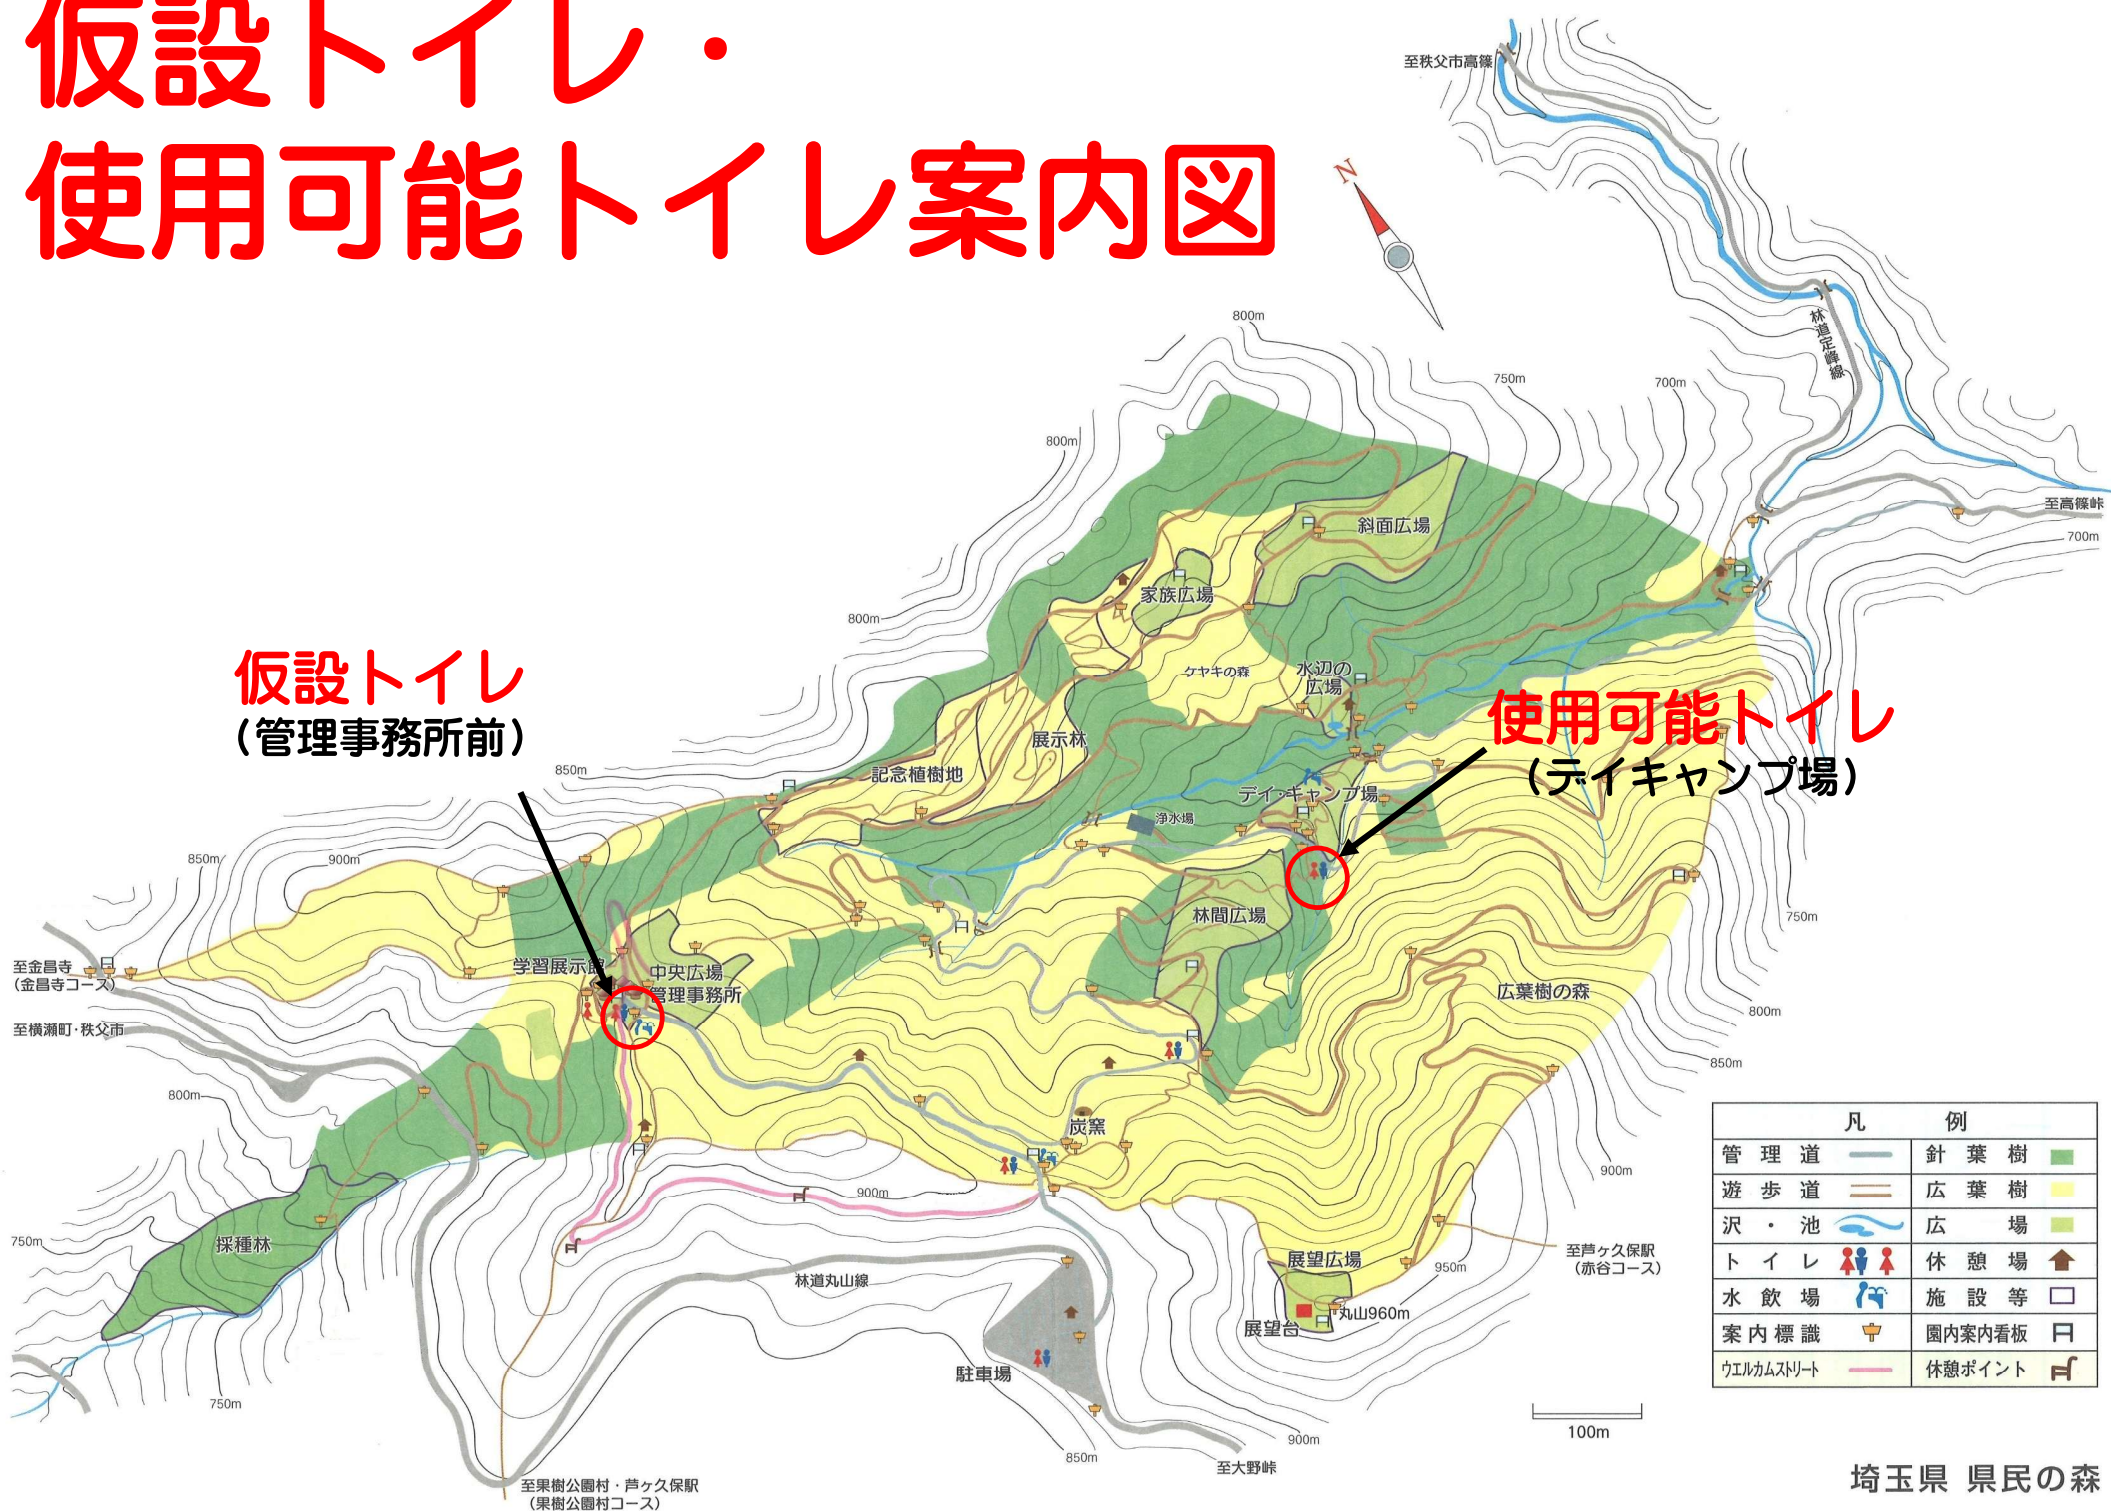 仮設トイレ・
使用可能トイレ案内図
至秩父市高篠
N
林道定峰線
800m
750m
700m
800m
至高篠峠
700m
斜面広場
家族広場
800m
ケヤキの森
水辺の
広場
仮設トイレ
(管理事務所前)
使用可能トイレ
(デイキャンプ場)
展示林
記念植樹地
850m
デイ・キャンプ場
浄水場
850m
900m
林間広場
750m
至金昌寺
(金昌寺コース)
学習展示館
中央広場
管理事務所
広葉樹の森
800m
至横瀬町・秩父市
850m
800m
炭窯
900m
900m
750m
採種林
林道丸山線
展望広場
至芦ヶ久保駅
(赤谷コース)
950m
丸山960m
展望台
駐車場
750m
900m
850m
至大野峠
至果樹公園村・芦ヶ久保駅
(果樹公園村コース)
凡 例
管理道 針葉樹
遊歩道 広葉樹
沢・池 広場
トイレ 休憩場
水飲場 施設等
案内標識 園内案内看板
ウエルカムストリート 休憩ポイント
100m
埼玉県 県民の森